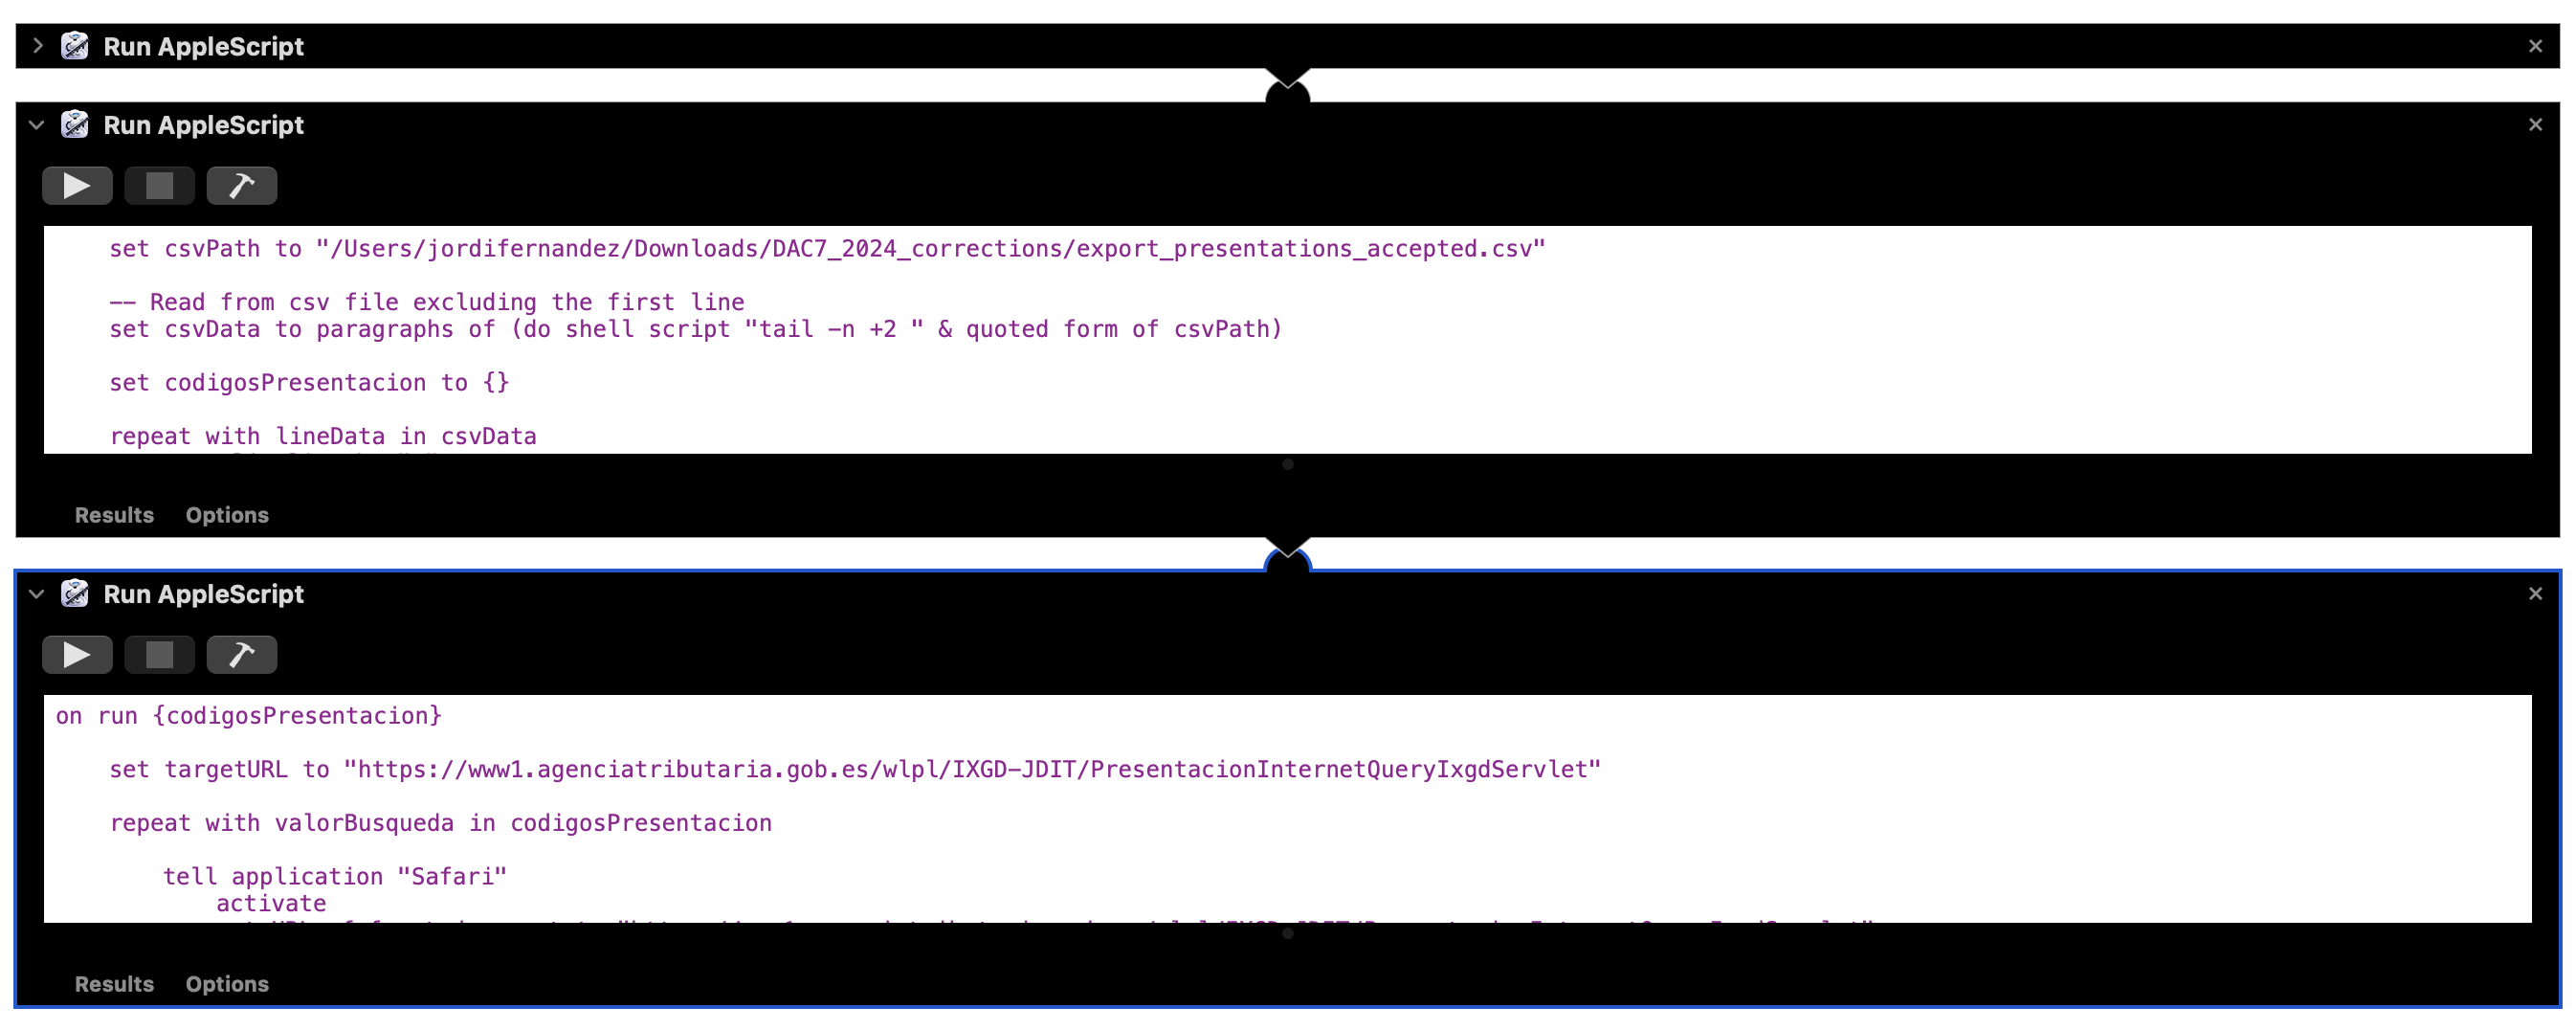 Run AppleScript
Run AppleScript
set csvPath to "/Users/jordifernandez/Downloads/DAC7_2024_corrections/export_presentations_accepted.csv"
-- Read from csv file excluding the first line
set csvData to paragraphs of (do shell script "tail -n +2 " & quoted form of csvPath)
set codigosPresentacion to {}
repeat with lineData in csvData
Results Options
Run AppleScript
on run {codigosPresentacion}
set targetURL to "https://www1.agenciatributaria.gob.es/wlpl/IXGD-JDIT/PresentacionInternetQueryIxgdServlet"
repeat with valorBusqueda in codigosPresentacion
tell application "Safari"
activate
Results Options